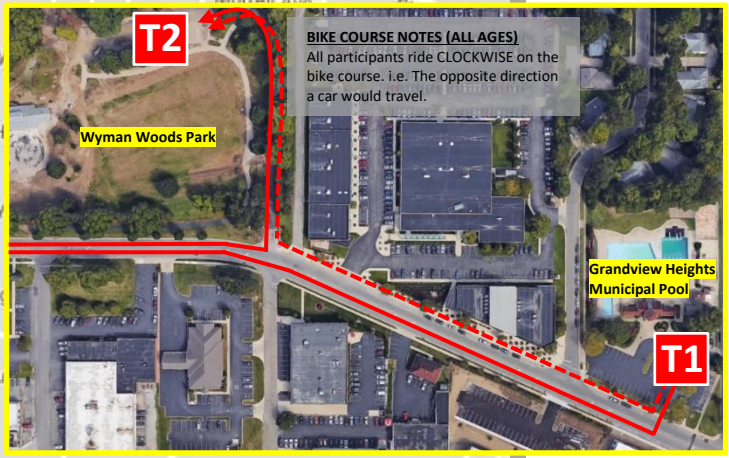 T2
BIKE COURSE NOTES (ALL AGES)
All participants ride CLOCKWISE on the
bike course. i.e. The opposite direction
a car would travel.
Wyman Woods Park
Grandview Heights
Municipal Pool
T1